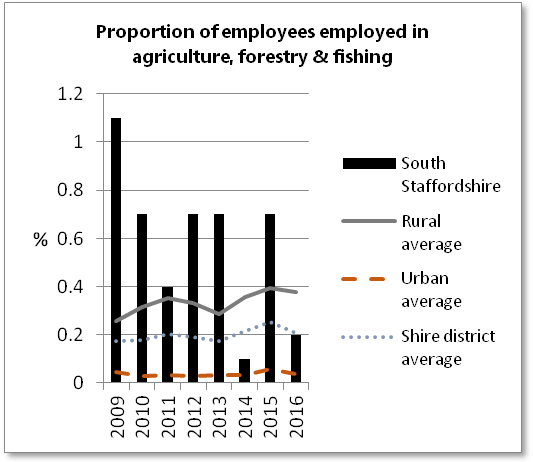 Proportion of employees employed in
agriculture, forestry & fishing
1.2
1
0.8
0.6
0.4
0.2
0
%
2009
2010
2011
2012
2013
2014
2015
2016
South
Staffordshire
Rural
average
Urban
average
Shire district
average